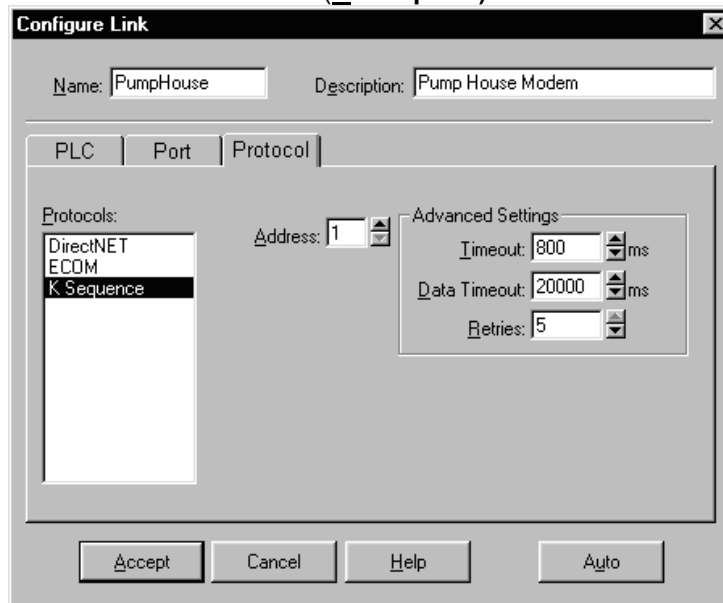 Configure Link
Name: PumpHouse Description: Pump House Modem
PLC Port Protocol
Protocols:
DirectNET
ECOM
K Sequence
Address: 1
Advanced Settings
Timeout: 800 ms
Data Timeout: 20000 ms
Retries: 5
Accept Cancel Help Auto